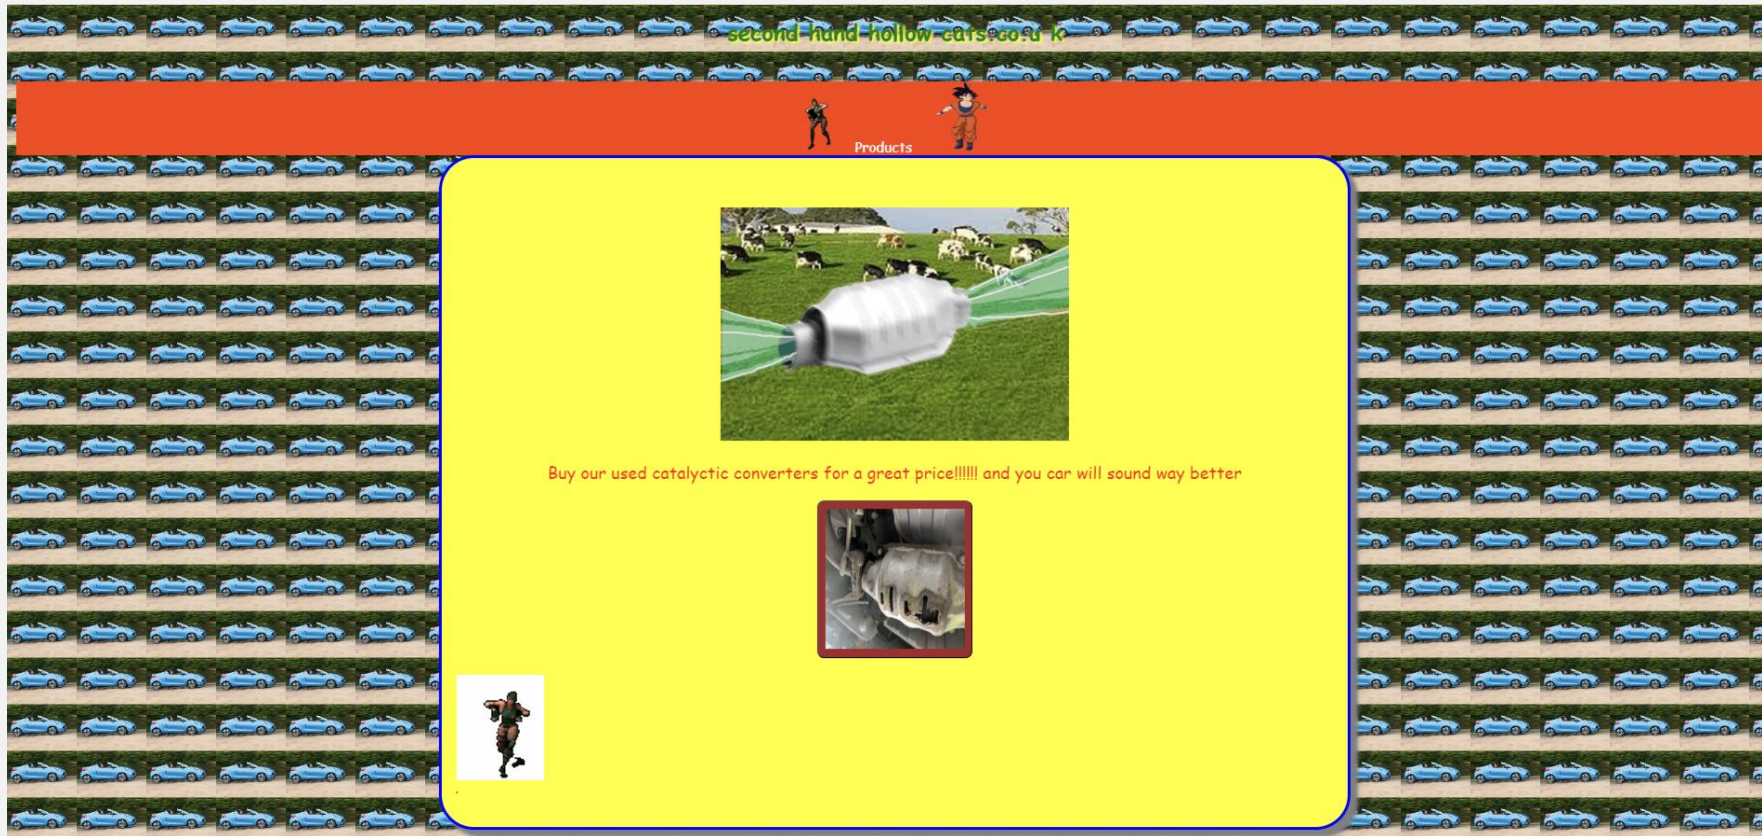 second hand hollow cats.co.u k
Products
Buy our used catalyctic converters for a great price!!!!!! and you car will sound way better
.